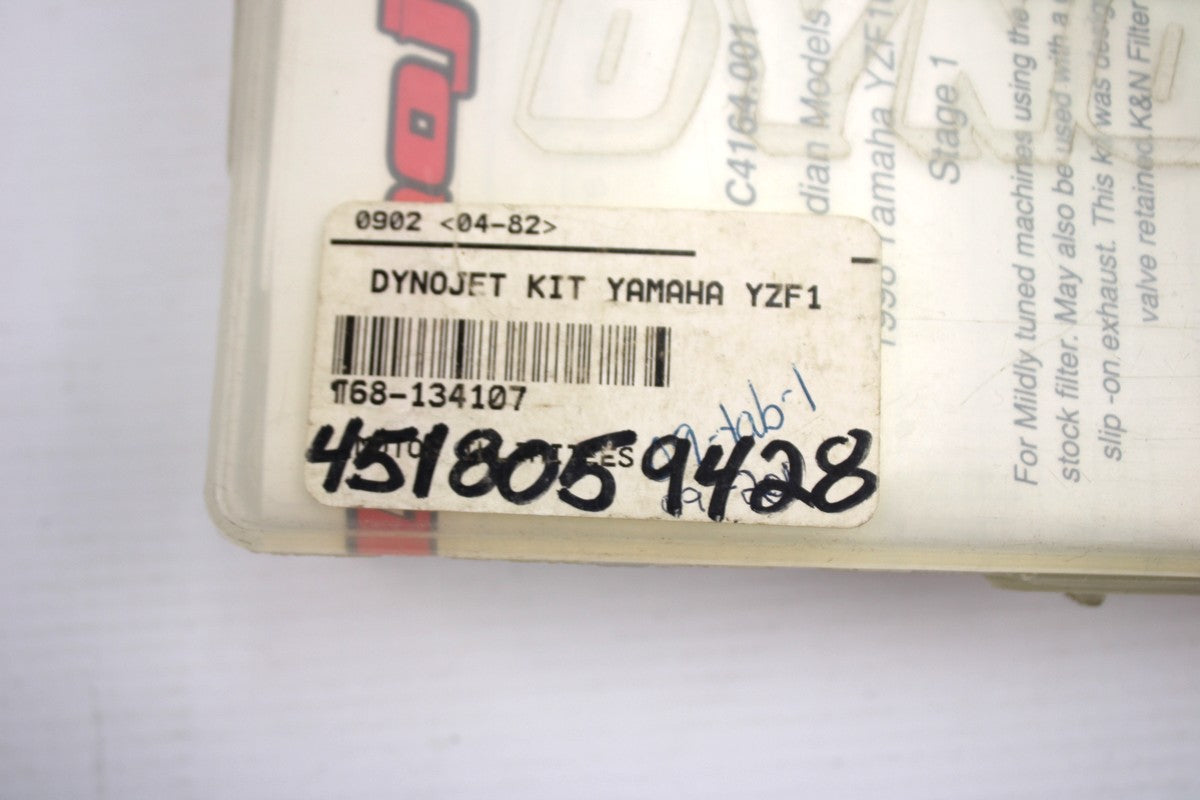 0902 <04-82>
DYNOJET KIT YAMAHA YZF1
¶68-134107
tab-1
4518059428
C4164.001
dian Models
Yamaha YZF1
Stage 1
For Mildly tuned machines using the
stock filter. May also be used with a
slip -on exhaust. This was desig
valve retained K&N Filter